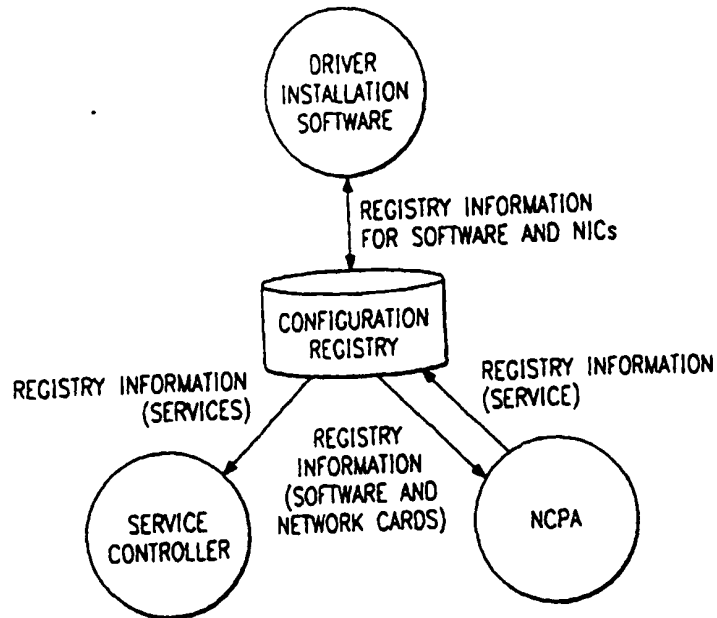 DRIVER
INSTALLATION
SOFTWARE
REGISTRY INFORMATION
FOR SOFTWARE AND NICs
CONFIGURATION
REGISTRY
REGISTRY INFORMATION
(SERVICES)
REGISTRY INFORMATION
(SERVICE)
REGISTRY
INFORMATION
(SOFTWARE AND
NETWORK CARDS)
SERVICE
CONTROLLER
NCPA